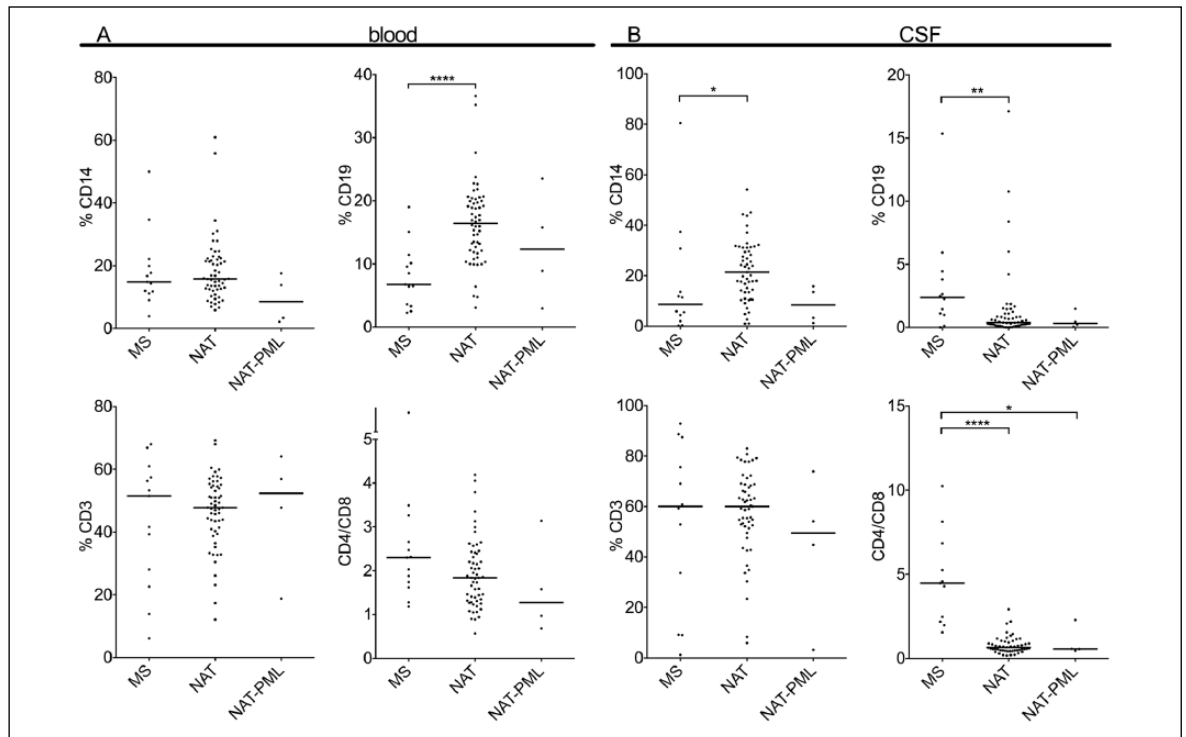 A blood
B CSF
80
60
40
20
0
% CD14
MS
NAT
NAT-PML
****
40
30
20
10
0
% CD19
MS
NAT
NAT-PML
*
100
80
60
40
20
0
% CD14
MS
NAT
NAT-PML
**
20
15
10
5
0
% CD19
MS
NAT
NAT-PML
80
60
40
20
0
% CD3
MS
NAT
NAT-PML
5
4
3
2
1
0
CD4/CD8
MS
NAT
NAT-PML
100
80
60
40
20
0
% CD3
MS
NAT
NAT-PML
*
****
15
10
5
0
CD4/CD8
MS
NAT
NAT-PML